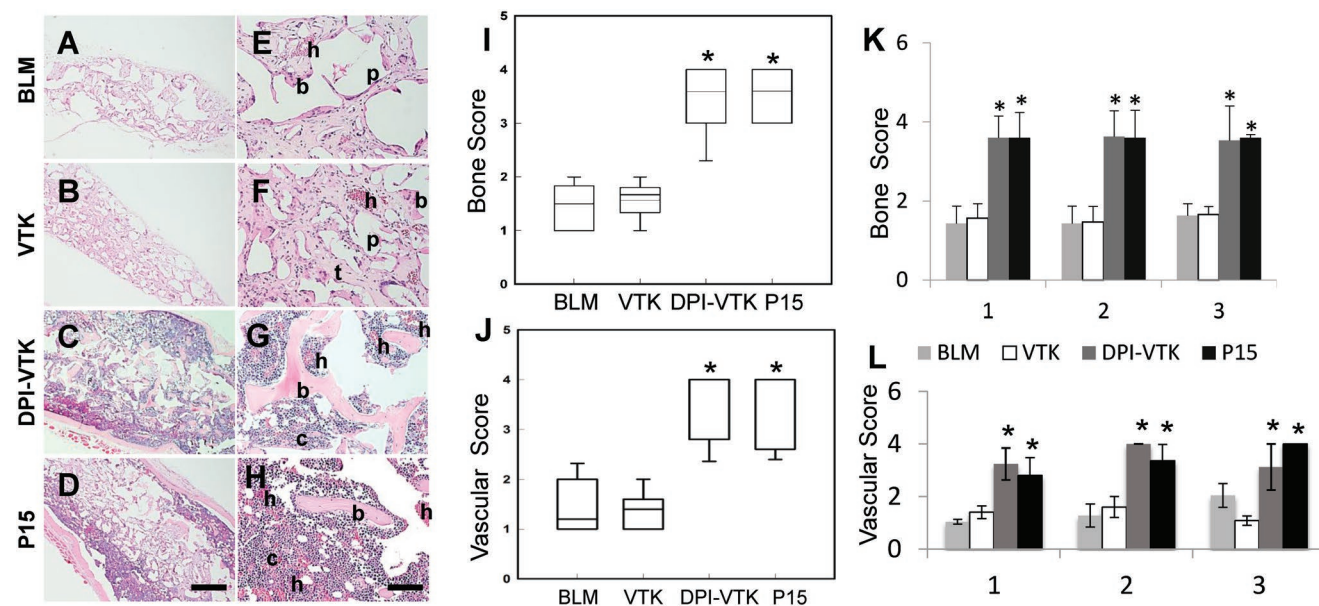 BLM
VTK
DPI-VTK
P15
A
E
h
b
p
B
F
h
b
p
t
C
G
h
h
h
b
c
D
H
h
b
h
c
h
I
Bone Score
5
4
3
2
1
0
* *
BLM VTK DPI-VTK P15
J
Vascular Score
5
4
3
2
1
0
* *
BLM VTK DPI-VTK P15
K
Bone Score
6
4
2
0
* * * * * *
1 2 3
BLM VTK DPI-VTK P15
L
Vascular Score
6
4
2
0
* * * * * *
1 2 3